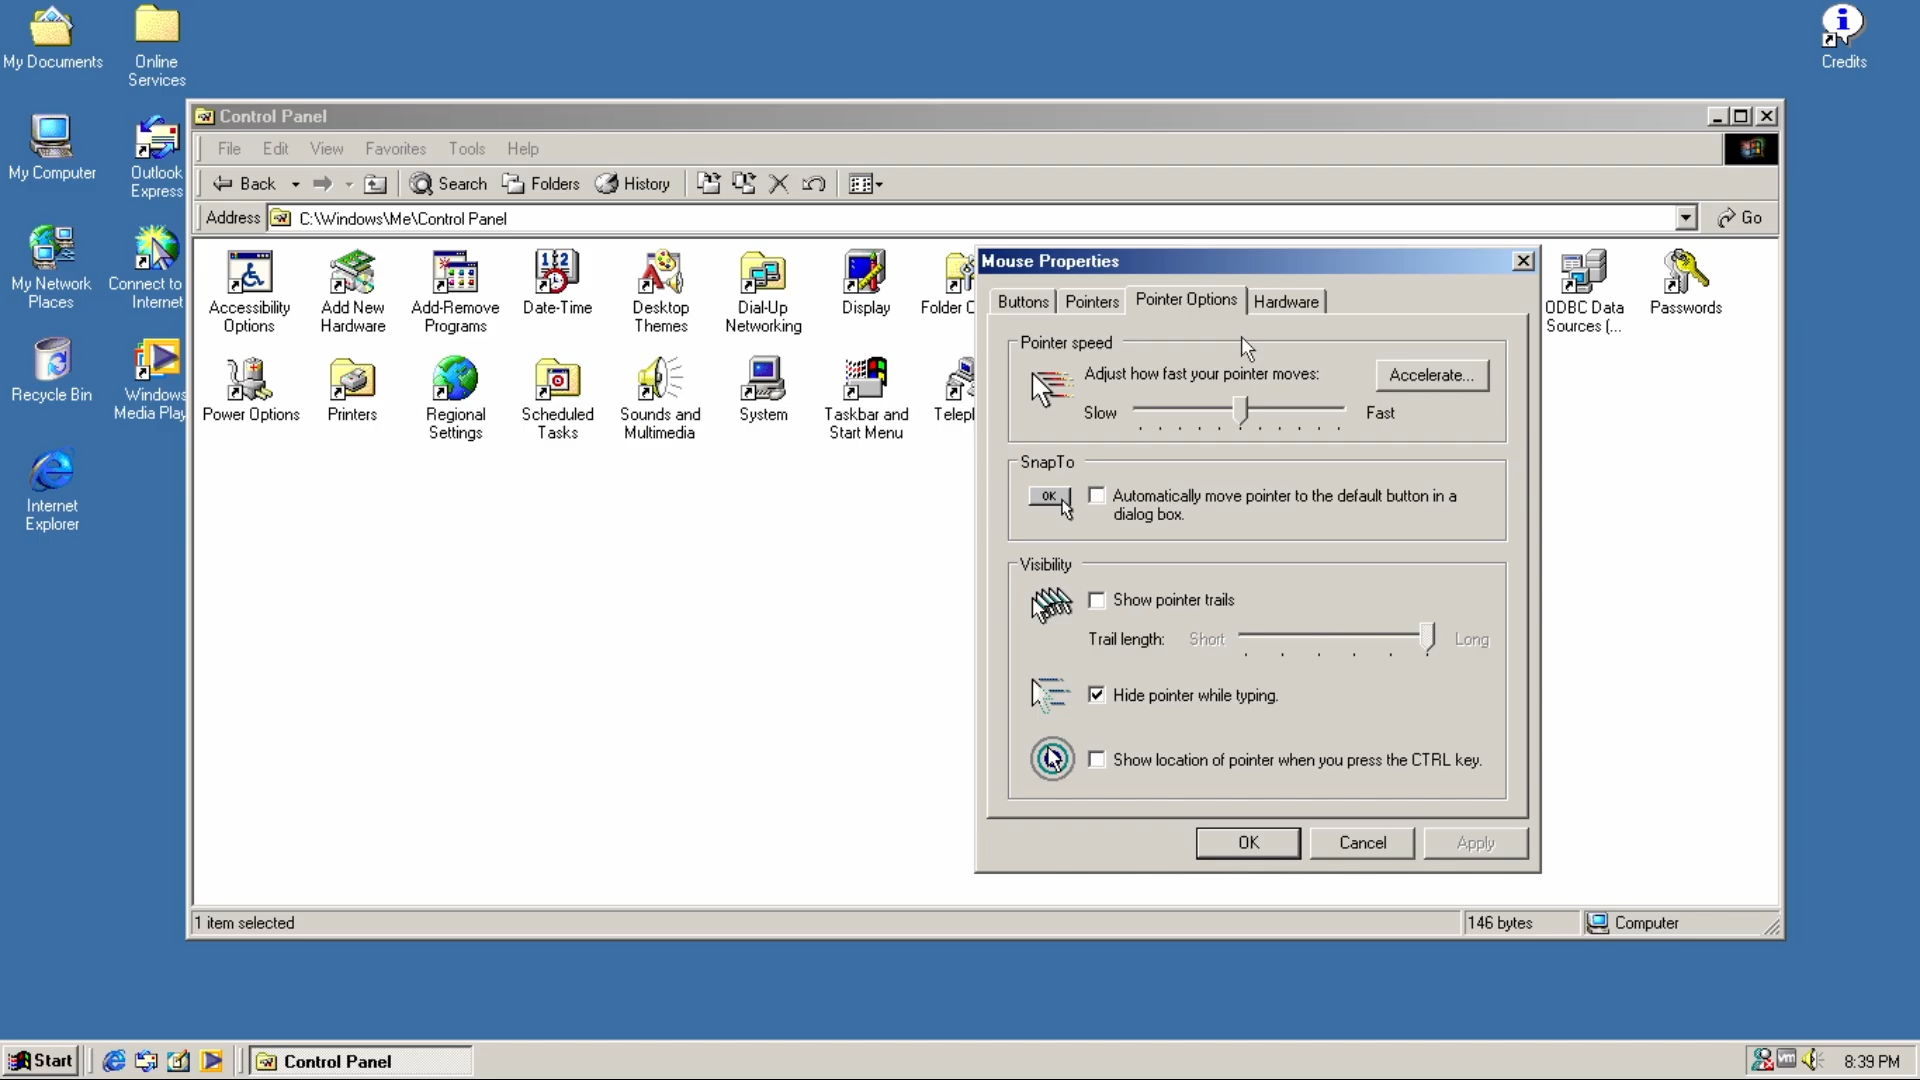 My Documents
Online
Services
Credits
My Computer
Outlook
Express
My Network
Places
Connect to
Internet
Recycle Bin
Windows
Media Play
Internet
Explorer
Control Panel
File Edit View Favorites Tools Help
Back Search Folders History
Address C:\Windows\Me\Control Panel Go
Accessibility
Options
Add New
Hardware
Add-Remove
Programs
Date-Time
Desktop
Themes
Dial-Up
Networking
Display
Folder
ODBC Data
Sources (...
Passwords
Power Options
Printers
Regional
Settings
Scheduled
Tasks
Sounds and
Multimedia
System
Taskbar and
Start Menu
Mouse Properties
Buttons Pointers Pointer Options Hardware
Pointer speed
Adjust how fast your pointer moves: Accelerate...
Slow Fast
SnapTo
OK
Automatically move pointer to the default button in a
dialog box.
Visibility
Show pointer trails
Trail length: Short Long
Hide pointer while typing.
Show location of pointer when you press the CTRL key.
OK Cancel Apply
1 item selected 146 bytes Computer
Start Control Panel vm 8:39 PM